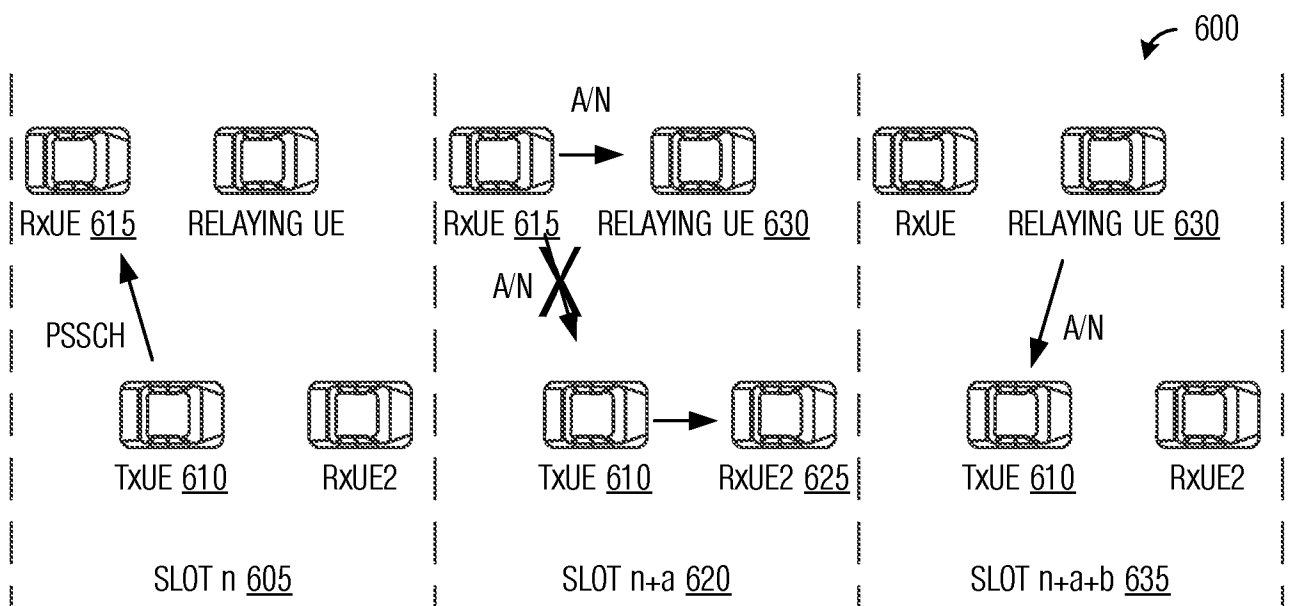 600
A/N
RxUE 615 RELAYING UE RxUE 615 RELAYING UE 630 RxUE RELAYING UE 630
A/N
PSSCH A/N
TxUE 610 RxUE2 TxUE 610 RxUE2 625 TxUE 610 RxUE2
SLOT n 605 SLOT n+a 620 SLOT n+a+b 635